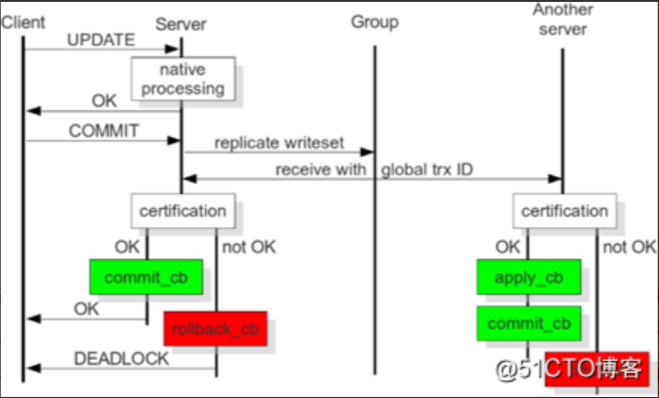 Client
Server
Group
Another
server
UPDATE
native
processing
OK
COMMIT
replicate writeset
receive with global trx ID
certification
certification
OK
not OK
OK
not OK
commit_cb
apply_cb
OK
rollback_cb
commit_cb
DEADLOCK
@51CTO博客